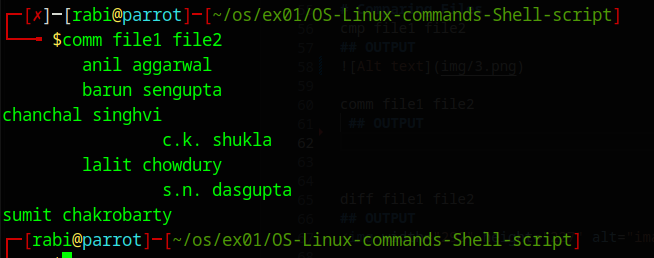 [✗]─[rabi@parrot]─[~/os/ex01/OS-Linux-commands-Shell-script]
$comm file1 file2
anil aggarwal
barun sengupta
chanchal singhvi
c.k. shukla
lalit chowdury
s.n. dasgupta
sumit chakrobarty
[rabi@parrot]─[~/os/ex01/OS-Linux-commands-Shell-script]
56 cmp file1 file2
57 ## OUTPUT
58 ![Alt text](img/3.png)
59
60 comm file1 file2
61 ## OUTPUT
62
63
64
65 diff file1 file2
66 ## OUTPUT